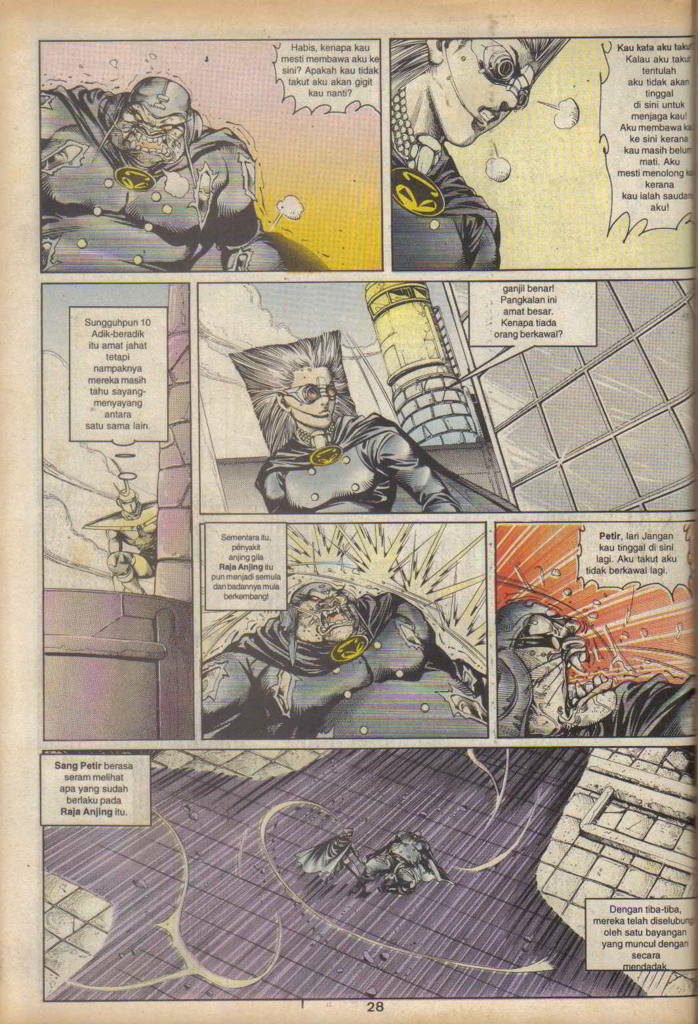 Habis, kenapa kau
mesti membawa aku ke
sini? Apakah kau tidak
takut aku akan gigit
kau nanti?
Kau kata aku takut
Kalau aku takut
tentulah
aku tidak akan
tinggal
di sini untuk
menjaga kau!
Aku membawa
ke sini kerana
kau masih belum
mati. Aku
mesti menolong
kerana
kau ialah saudara
aku!
Sungguhpun 10
Adik-beradik
itu amat jahat
tetapi
nampaknya
mereka masih
tahu sayang-
menyayang
antara
satu sama lain.
ganjil benar!
Pangkalan ini
amat besar.
Kenapa tiada
orang berkawal?
Sementara itu,
penyakit
anjing gila
Raja Anjing itu
pun menjadi semula
dan badannya mula
berkembang!
Petir, lari Jangan
kau tinggal di sini
lagi. Aku takut aku
tidak berkawal lagi.
Sang Petir berasa
seram melihat
apa yang sudah
berlaku pada
Raja Anjing itu.
Dengan tiba-tiba,
mereka telah diselubung
oleh satu bayangan
yang muncul dengan
secara
mendadak.
28